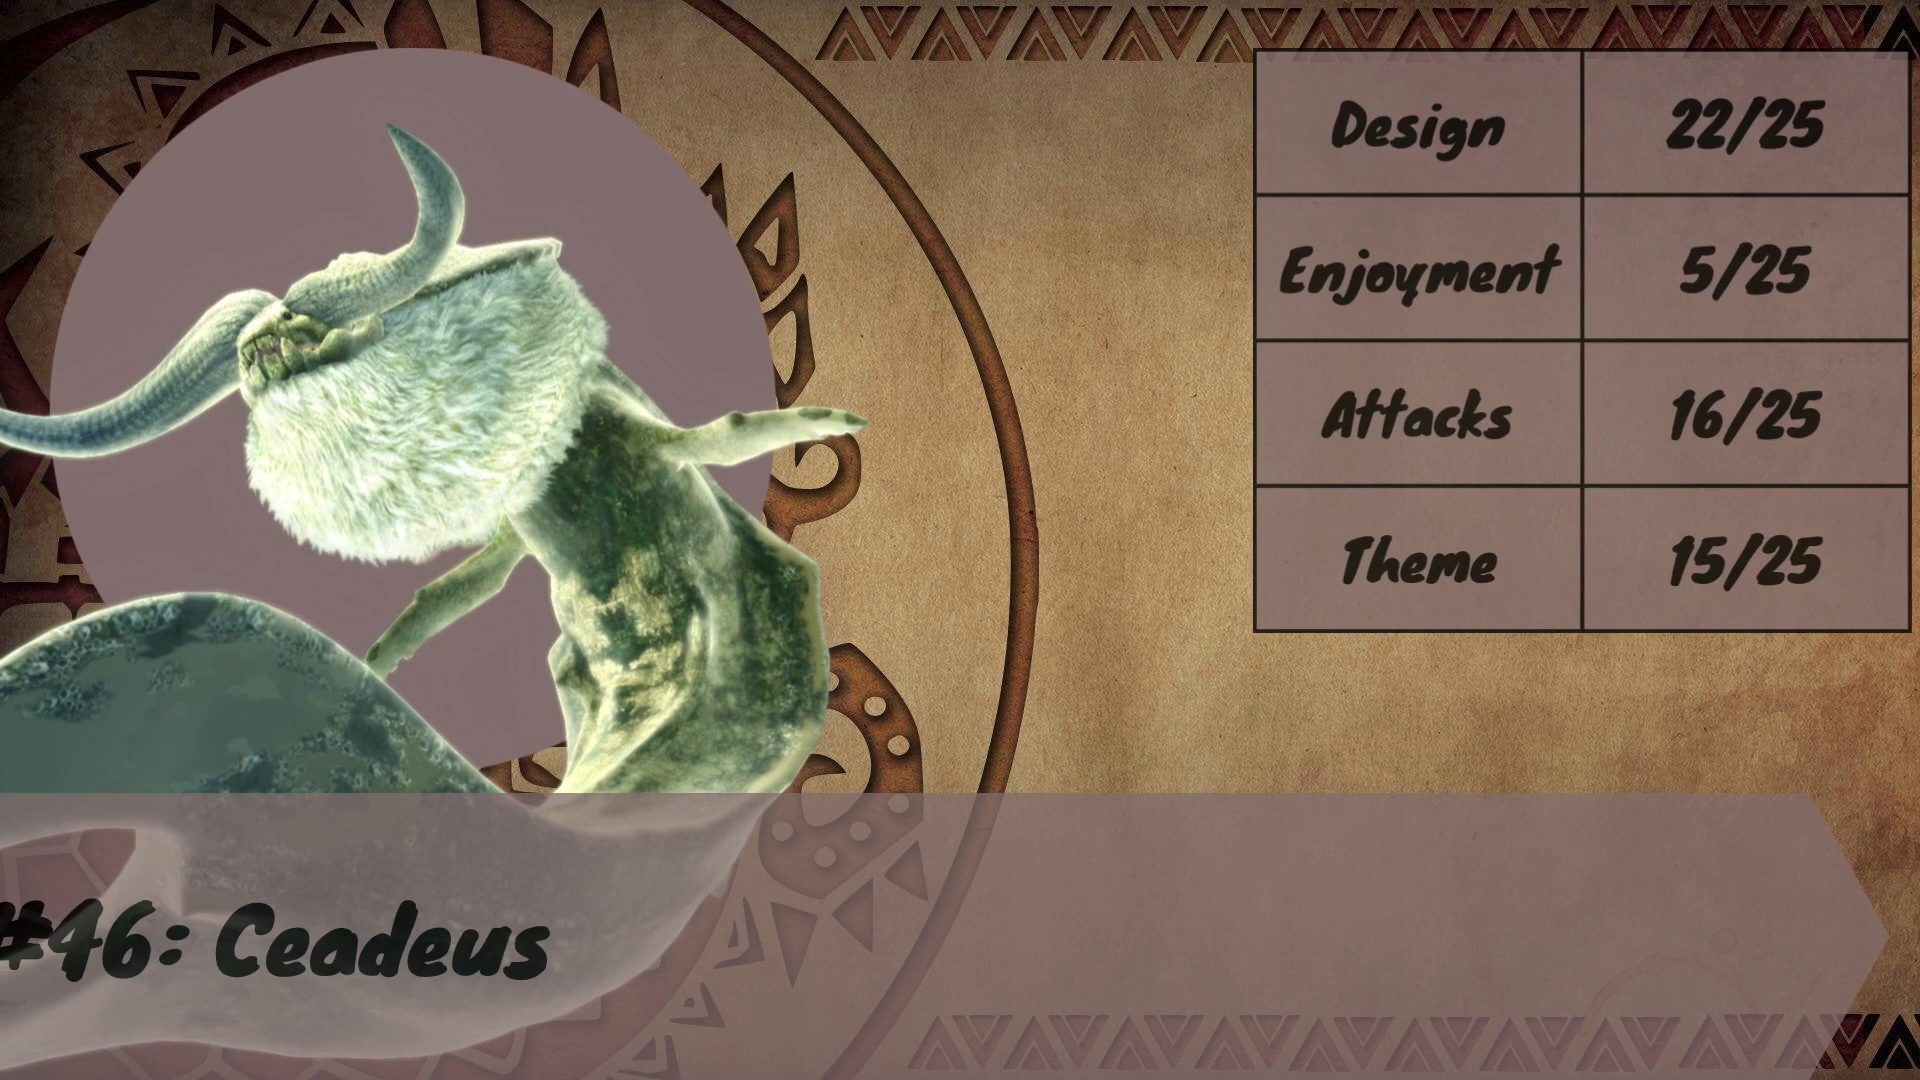 Design 22/25
Enjoyment 5/25
Attacks 16/25
Theme 15/25
#46: Ceadeus